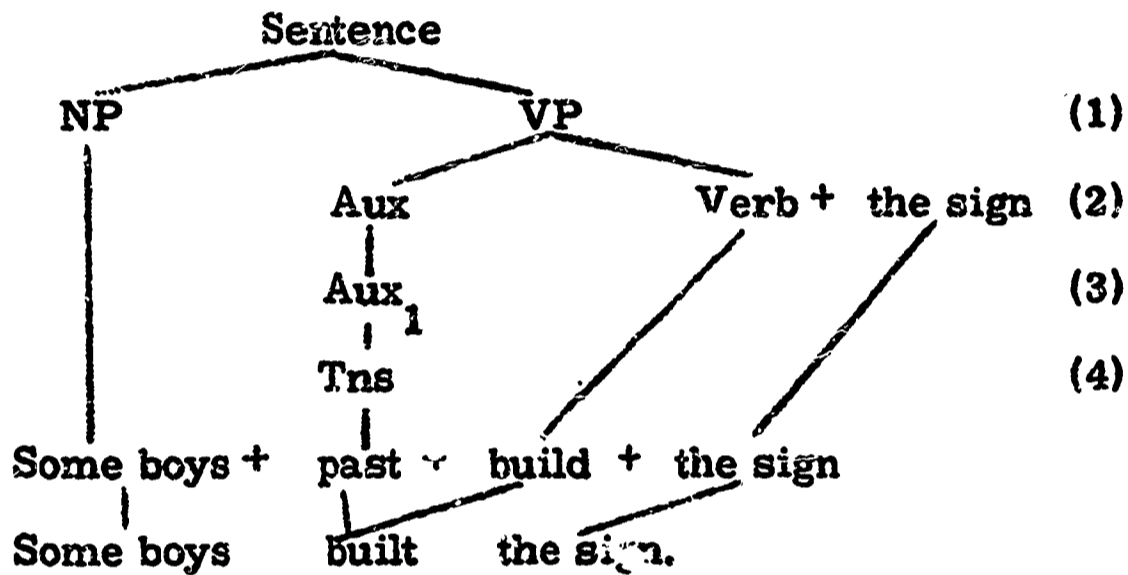 Sentence
NP VP (1)
Aux Verb + the sign (2)
Aux1 (3)
Tns (4)
Some boys + past + build + the sign
Some boys built the sign.